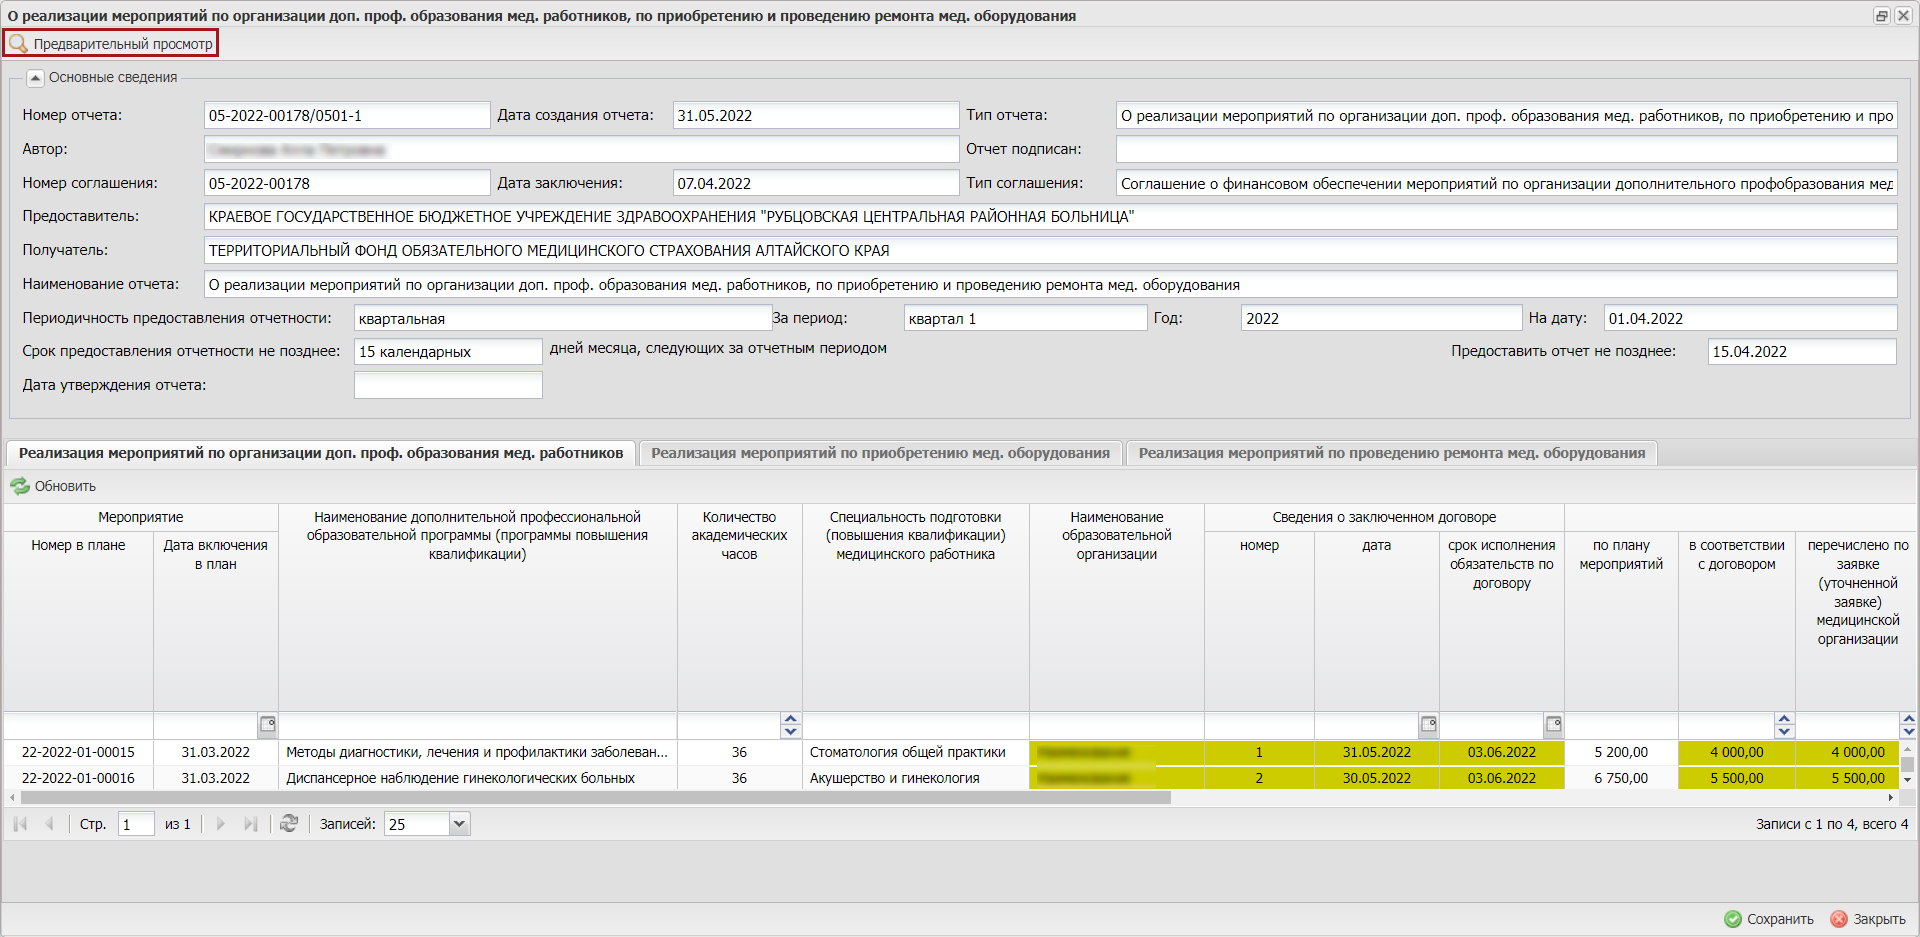 О реализации мероприятий по организации доп. проф. образования мед. работников, по приобретению и проведению ремонта мед. оборудования
Предварительный просмотр
Основные сведения
Номер отчета: 05-2022-00178/0501-1 Дата создания отчета: 31.05.2022 Тип отчета: О реализации мероприятий по организации доп. проф. образования мед. работников, по приобретению и про
Автор: Отчет подписан:
Номер соглашения: 05-2022-00178 Дата заключения: 07.04.2022 Тип соглашения: Соглашение о финансовом обеспечении мероприятий по организации дополнительного профобразования мед
Предоставитель: КРАЕВОЕ ГОСУДАРСТВЕННОЕ БЮДЖЕТНОЕ УЧРЕЖДЕНИЕ ЗДРАВООХРАНЕНИЯ "РУБЦОВСКАЯ ЦЕНТРАЛЬНАЯ РАЙОННАЯ БОЛЬНИЦА"
Получатель: ТЕРРИТОРИАЛЬНЫЙ ФОНД ОБЯЗАТЕЛЬНОГО МЕДИЦИНСКОГО СТРАХОВАНИЯ АЛТАЙСКОГО КРАЯ
Наименование отчета: О реализации мероприятий по организации доп. проф. образования мед. работников, по приобретению и проведению ремонта мед. оборудования
Периодичность предоставления отчетности: квартальная За период: квартал 1 Год: 2022 На дату: 01.04.2022
Срок предоставления отчетности не позднее: 15 календарных дней месяца, следующих за отчетным периодом Предоставить отчет не позднее: 15.04.2022
Дата утверждения отчета:
Реализация мероприятий по организации доп. проф. образования мед. работников Реализация мероприятий по приобретению мед. оборудования Реализация мероприятий по проведению ремонта мед. оборудования
Обновить
Мероприятие
Номер в плане
Дата включения
в план
Наименование дополнительной профессиональной
образовательной программы (программы повышения
квалификации)
Количество
академических
часов
Специальность подготовки
(повышения квалификации)
медицинского работника
Наименование
образовательной
организации
Сведения о заключенном договоре
номер
дата
срок исполнения
обязательств по
договору
по плану
мероприятий
в соответствии
с договором
перечислено по
заявке
(уточненной
заявке)
медицинской
организации
22-2022-01-00015 31.03.2022 Методы диагностики, лечения и профилактики заболеван... 36 Стоматология общей практики 1 31.05.2022 03.06.2022 5 200,00 4 000,00 4 000,00
22-2022-01-00016 31.03.2022 Диспансерное наблюдение гинекологических больных 36 Акушерство и гинекология 2 30.05.2022 03.06.2022 6 750,00 5 500,00 5 500,00
Стр. 1 из 1 Записей: 25 Записи с 1 по 4, всего 4
Сохранить Закрыть